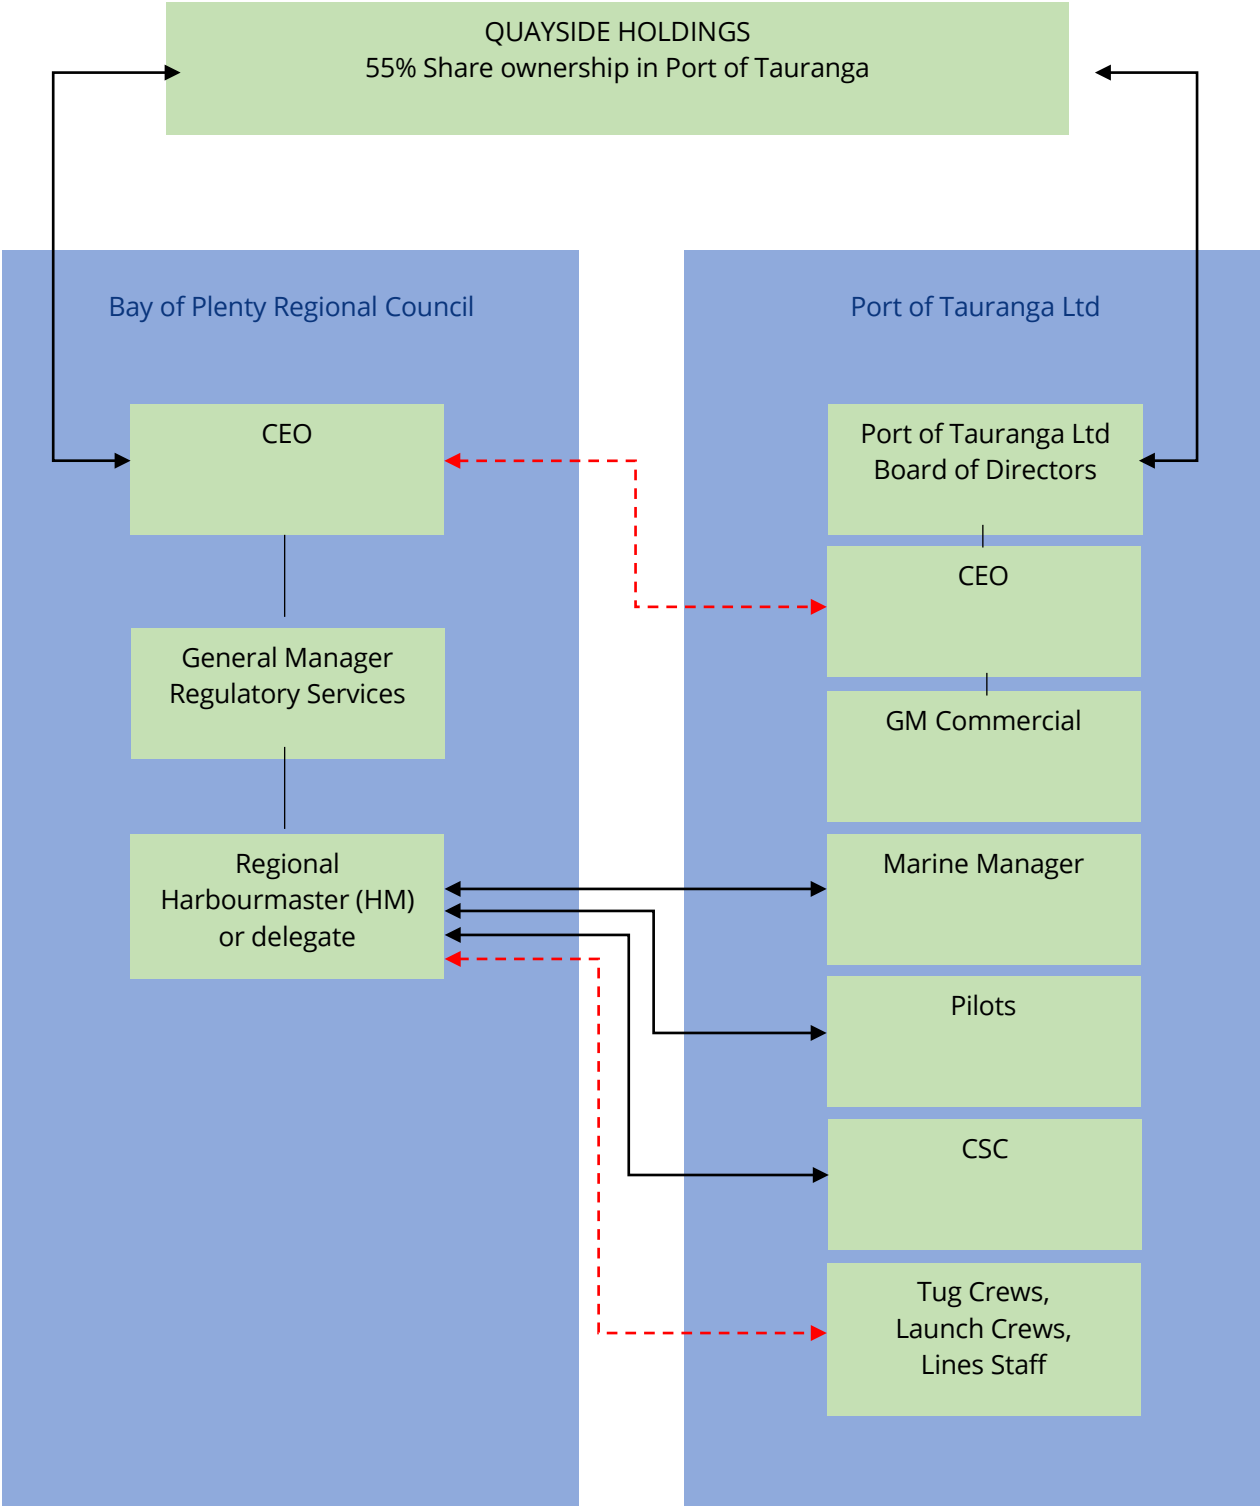 QUAYSIDE HOLDINGS
55% Share ownership in Port of Tauranga
Bay of Plenty Regional Council
CEO
General Manager
Regulatory Services
Regional
Harbourmaster (HM)
or delegate
Port of Tauranga Ltd
Port of Tauranga Ltd
Board of Directors
CEO
GM Commercial
Marine Manager
Pilots
CSC
Tug Crews,
Launch Crews,
Lines Staff